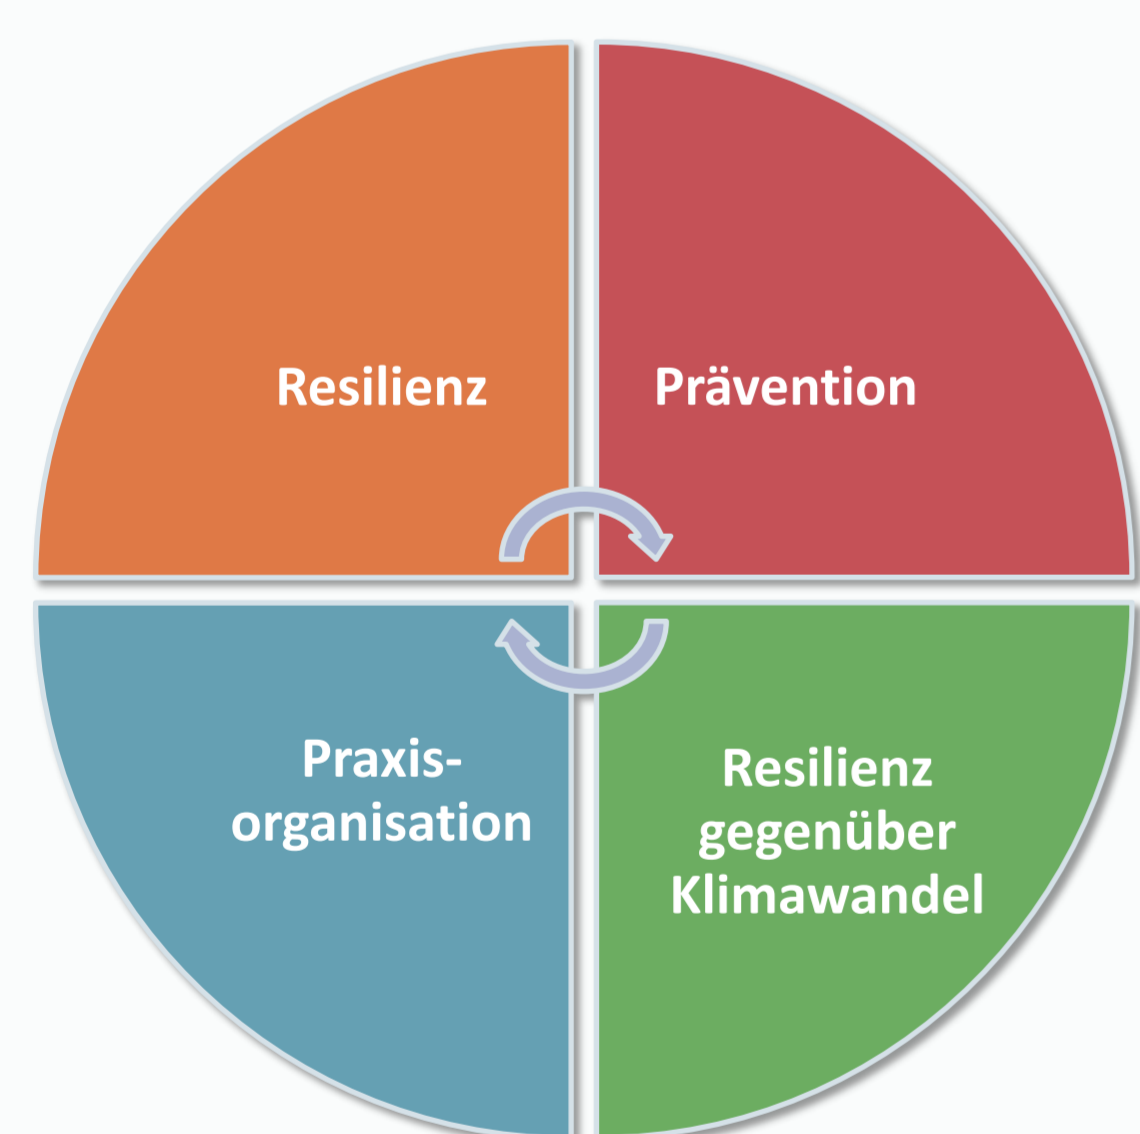 Resilienz
Prävention
Praxis-
organisation
Resilienz
gegenüber
Klimawandel